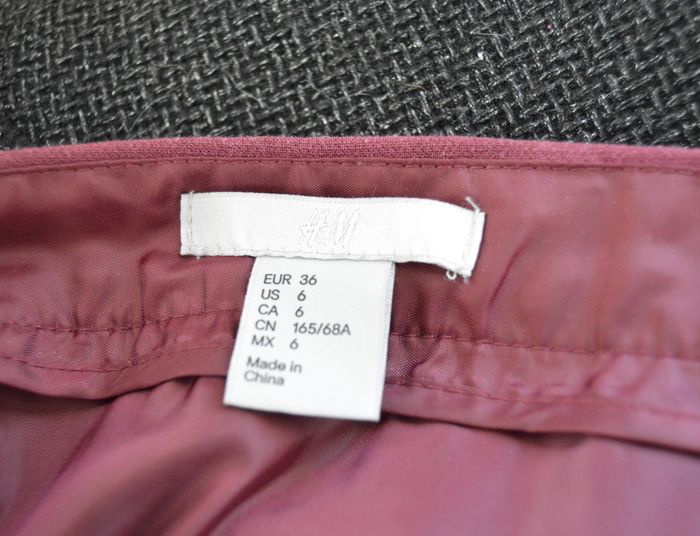 H&M
EUR 36
US 6
CA 6
CN 165/68A
MX 6
Made in
China